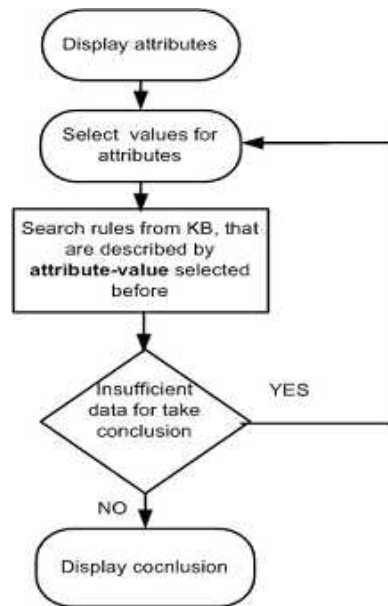 Display attributes
Select values for
attributes
Search rules from KB, that
are described by
attribute-value selected
before
Insufficient
data for take
conclusion
YES
NO
Display cocnlusion